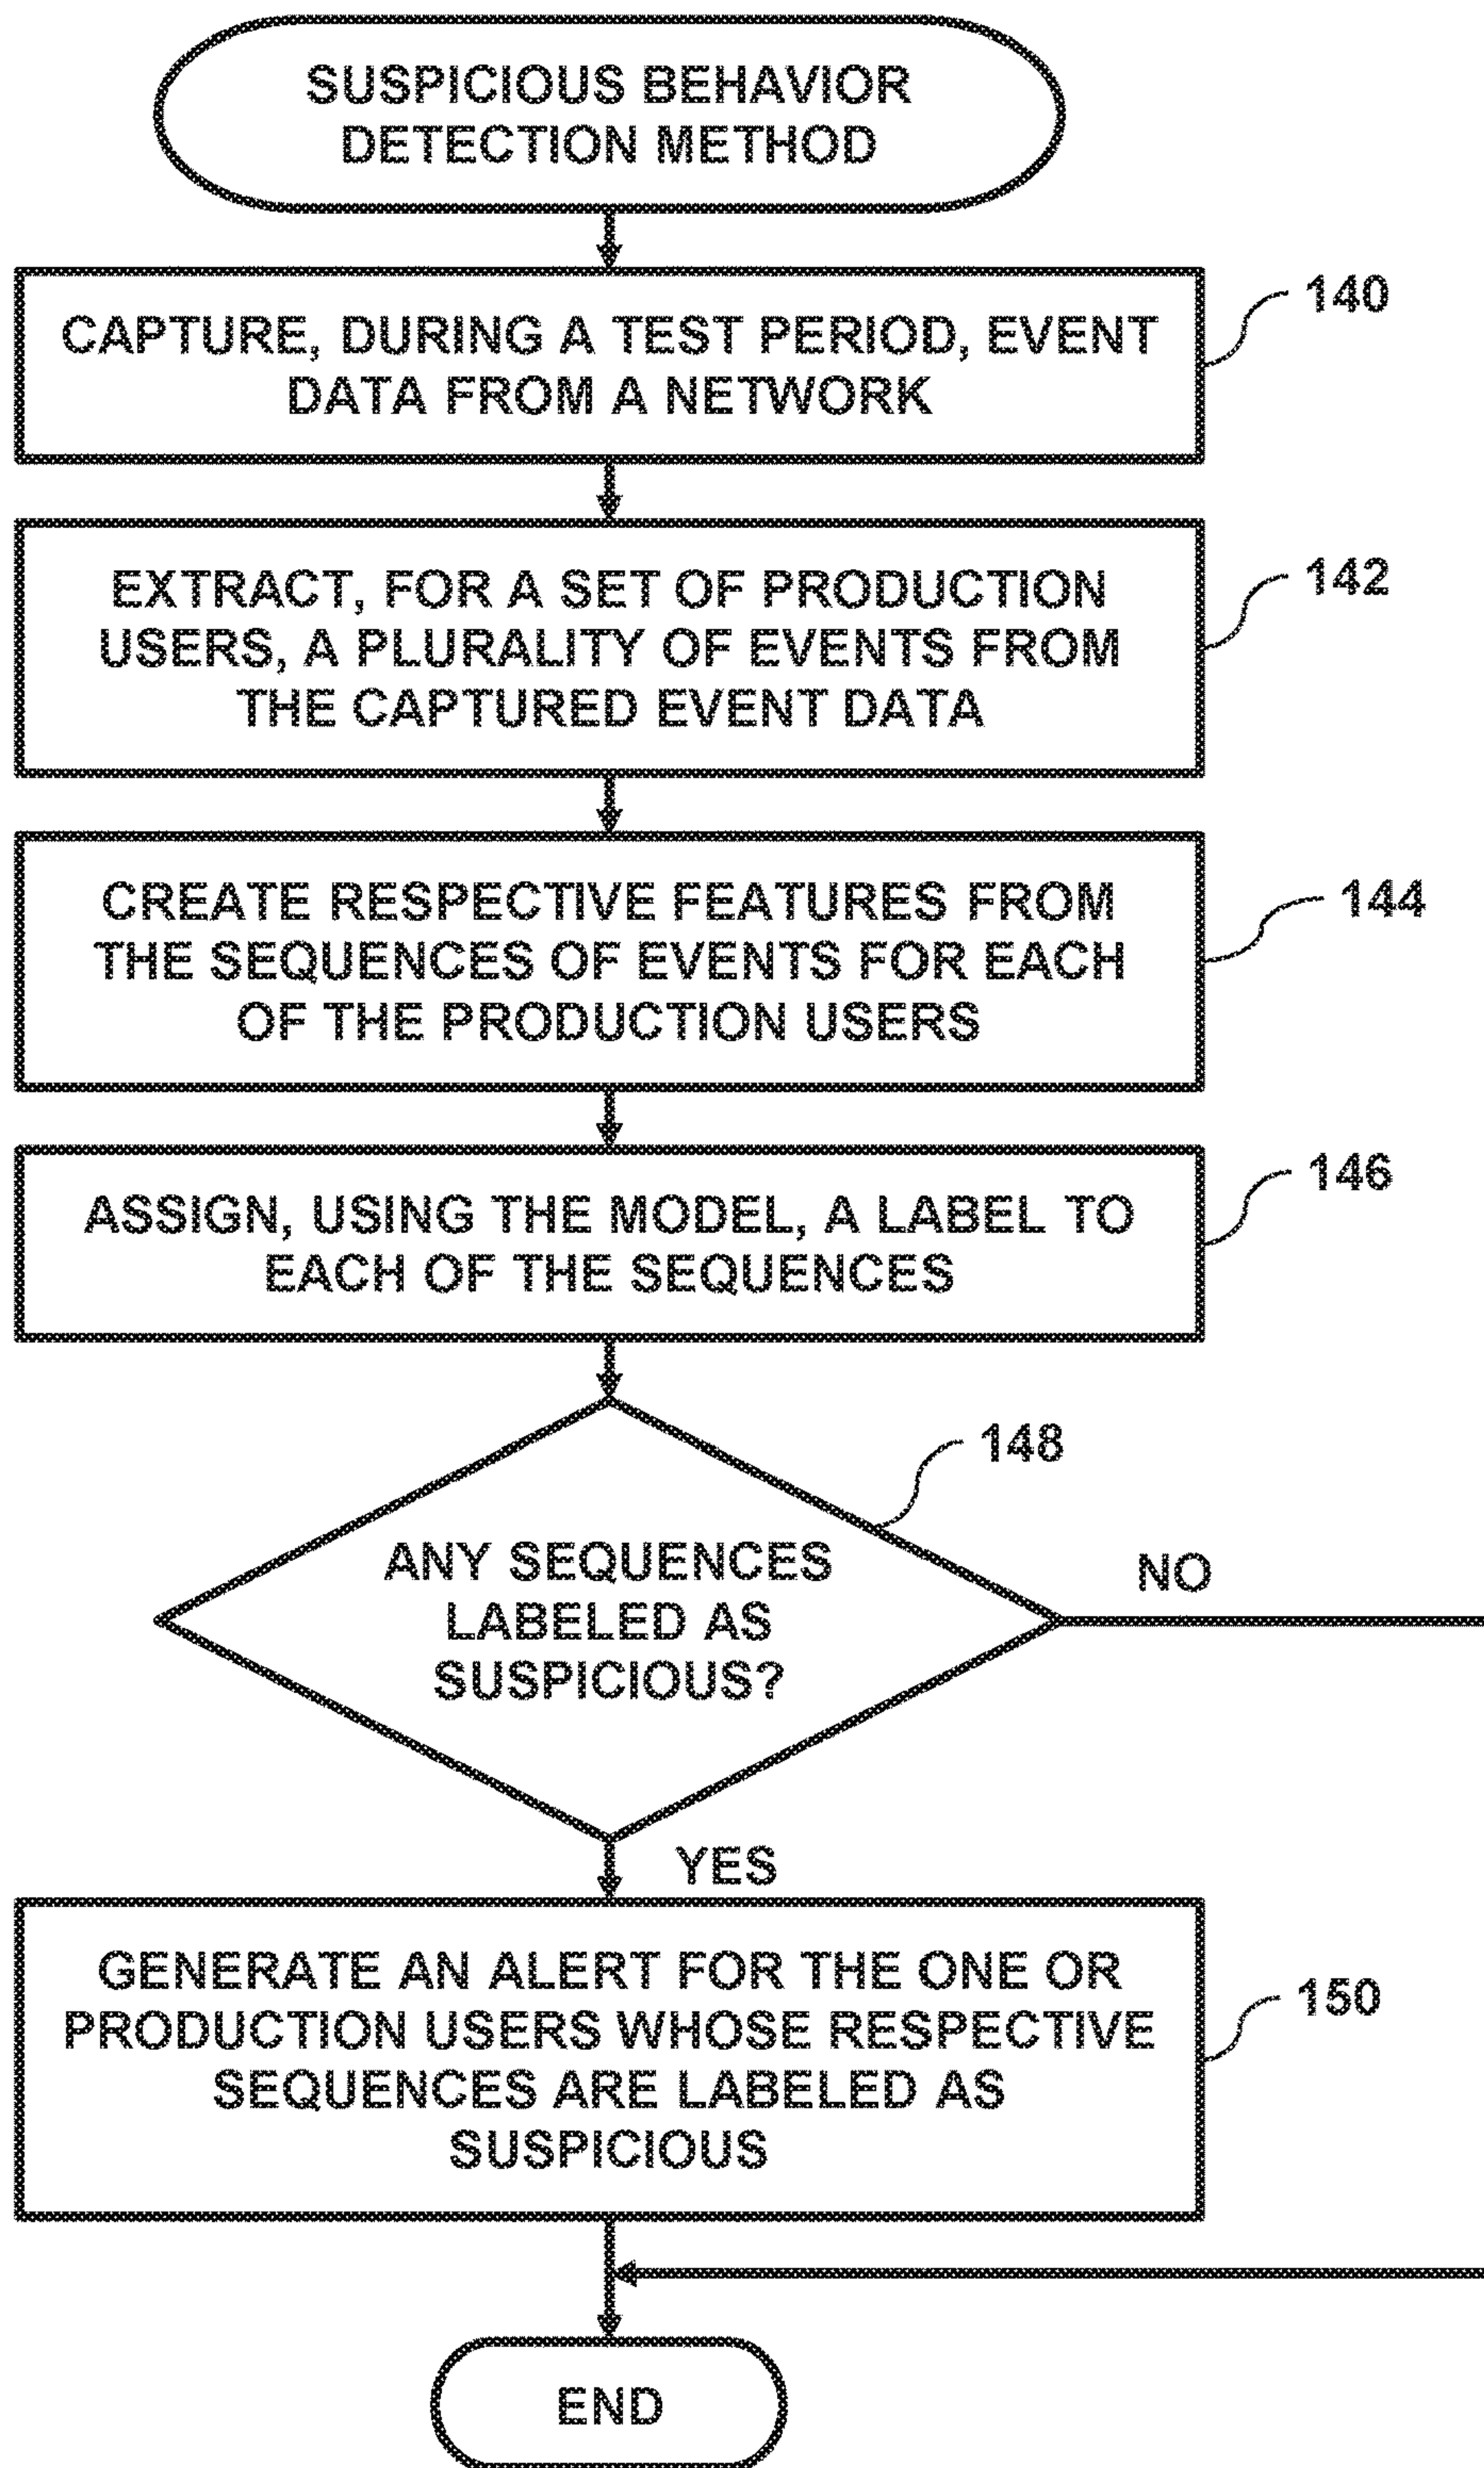 SUSPICIOUS BEHAVIOR
DETECTION METHOD
CAPTURE, DURING A TEST PERIOD, EVENT
DATA FROM A NETWORK
140
EXTRACT, FOR A SET OF PRODUCTION
USERS, A PLURALITY OF EVENTS FROM
THE CAPTURED EVENT DATA
142
CREATE RESPECTIVE FEATURES FROM
THE SEQUENCES OF EVENTS FOR EACH
OF THE PRODUCTION USERS
144
ASSIGN, USING THE MODEL, A LABEL TO
EACH OF THE SEQUENCES
146
148
ANY SEQUENCES
LABELED AS
SUSPICIOUS?
NO
YES
GENERATE AN ALERT FOR THE ONE OR
PRODUCTION USERS WHOSE RESPECTIVE
SEQUENCES ARE LABELED AS
SUSPICIOUS
150
END